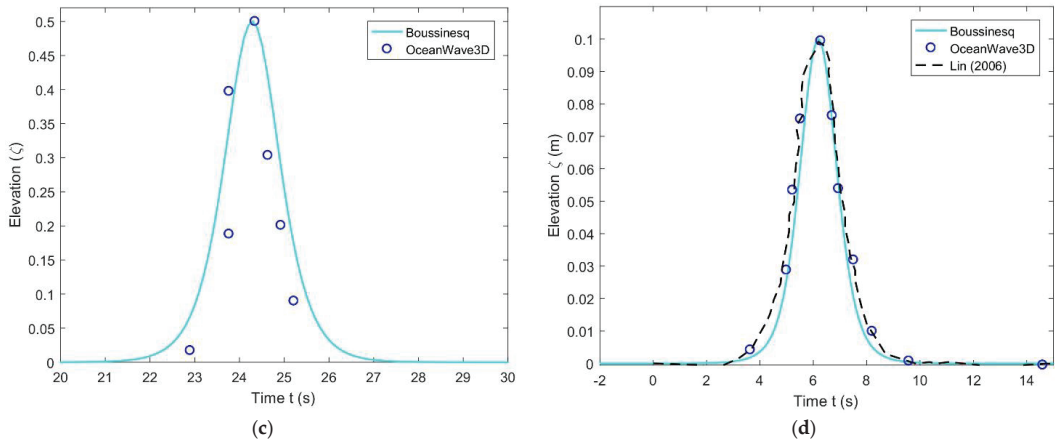 Boussinesq
OceanWave3D
0.5
0.45
0.4
0.35
0.3
0.25
0.2
0.15
0.1
0.05
0
Elevation (ζ)
20 21 22 23 24 25 26 27 28 29 30
Time t (s)
(c)
Boussinesq
OceanWave3D
Lin (2006)
0.1
0.09
0.08
0.07
0.06
0.05
0.04
0.03
0.02
0.01
0
Elevation ζ (m)
-2 0 2 4 6 8 10 12 14
Time t (s)
(d)